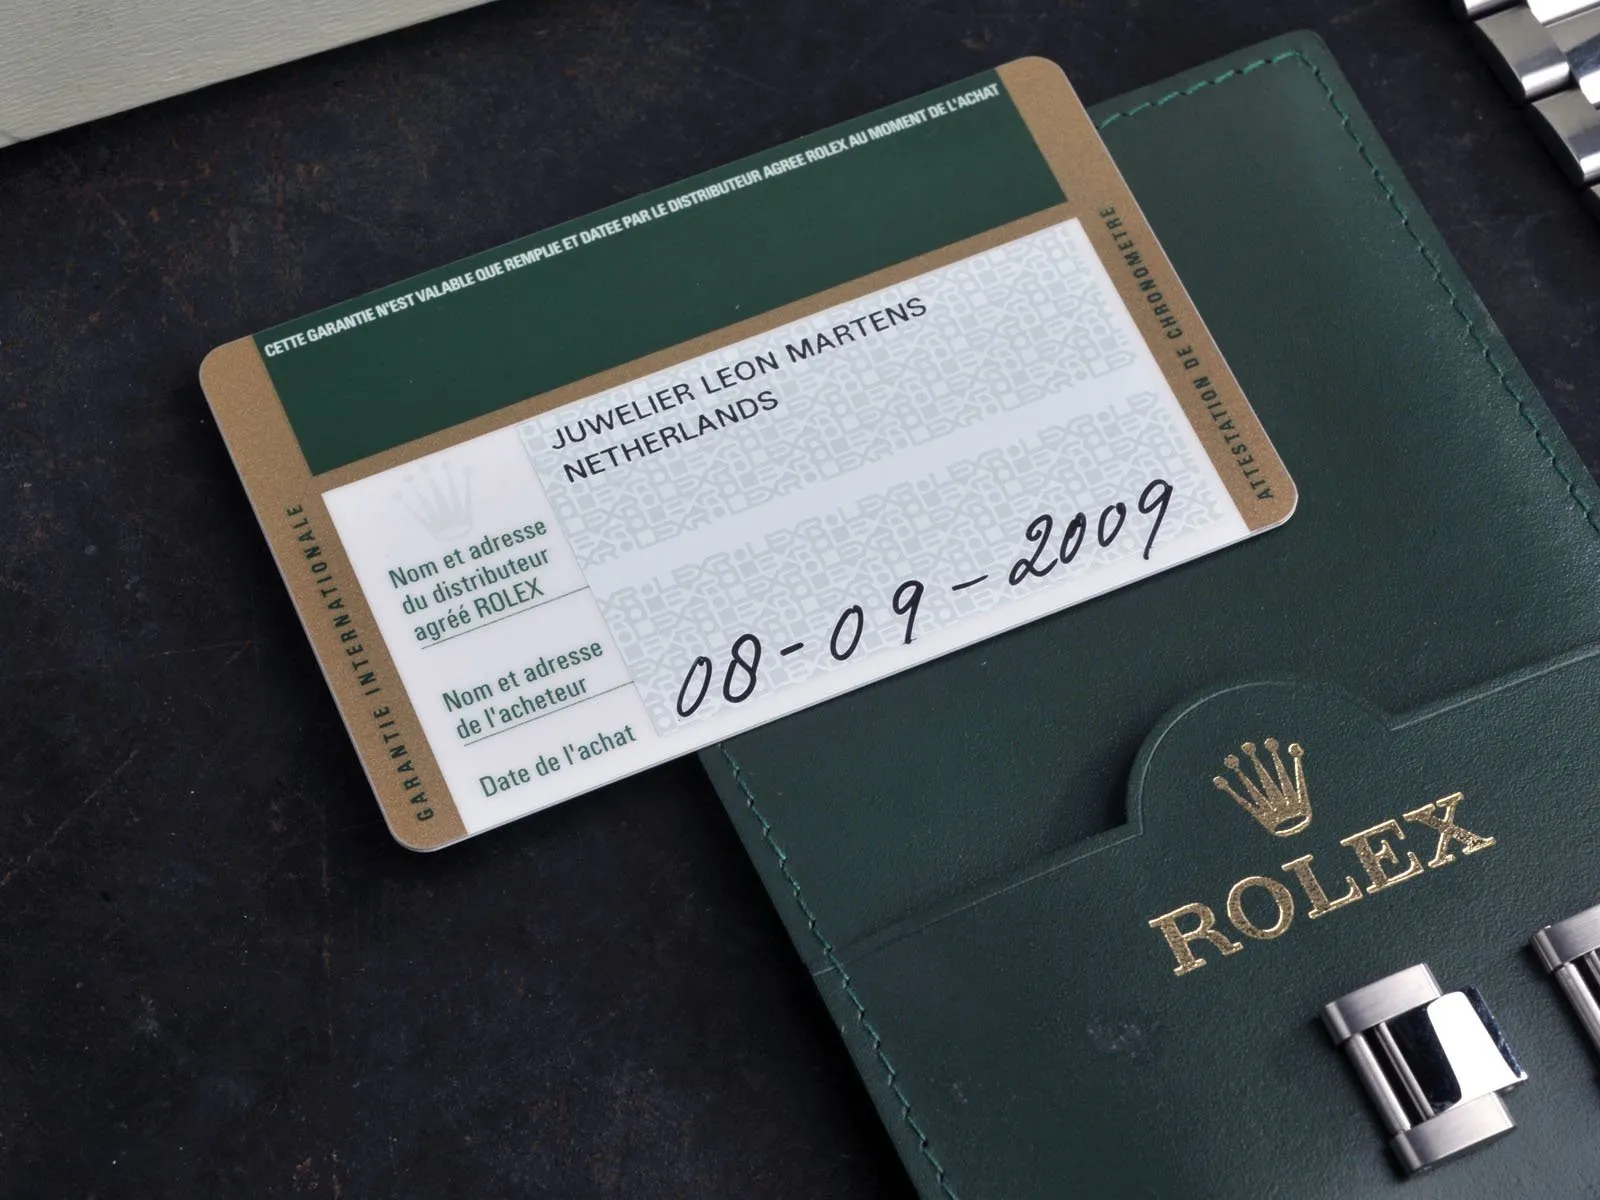 CETTE GARANTIE N'EST VALABLE QUE REMPLIE ET DATEE PAR LE DISTRIBUTEUR AGREE ROLEX AU MOMENT DE L'ACHAT
GARANTIE INTERNATIONALE
ATTESTATION DE CHRONOMETRE
JUWELIER LEON MARTENS
NETHERLANDS
Nom et adresse
du distributeur
agréé ROLEX
Nom et adresse
de l'acheteur
Date de l'achat
08-09-2009
ROLEX